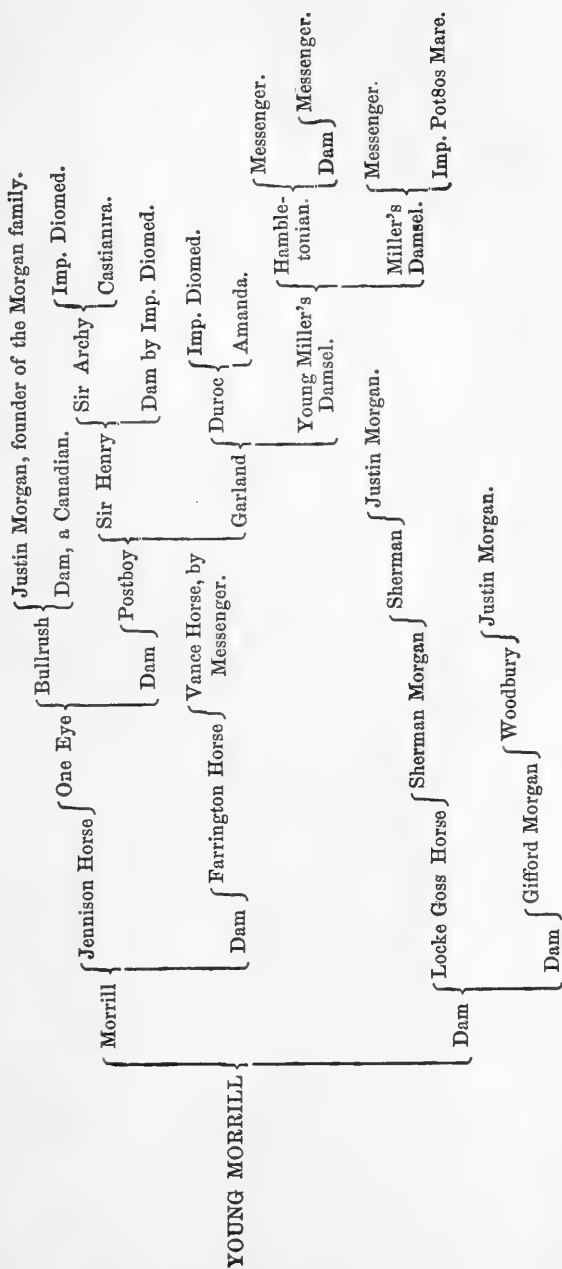 YOUNG MORRILL
Morrill
Jennison Horse
One Eye
Bullrush
Justin Morgan, founder of the Morgan family.
Dam, a Canadian.
Dam
Postboy
Sir Henry
Sir Archy
Imp. Diomed.
Castianira.
Dam by Imp. Diomed.
Garland
Duroc
Imp. Diomed.
Amanda.
Young Miller's
Damsel.
Hamble-
tonian.
Messenger.
Dam
Messenger.
Miller's
Damsel.
Messenger.
Imp. Pot8os Mare.
Dam
Farrington Horse
Vance Horse, by
Messenger.
Dam
Locke Goss Horse
Sherman Morgan
Sherman
Justin Morgan.
Dam
Gifford Morgan
Woodbury
Justin Morgan.